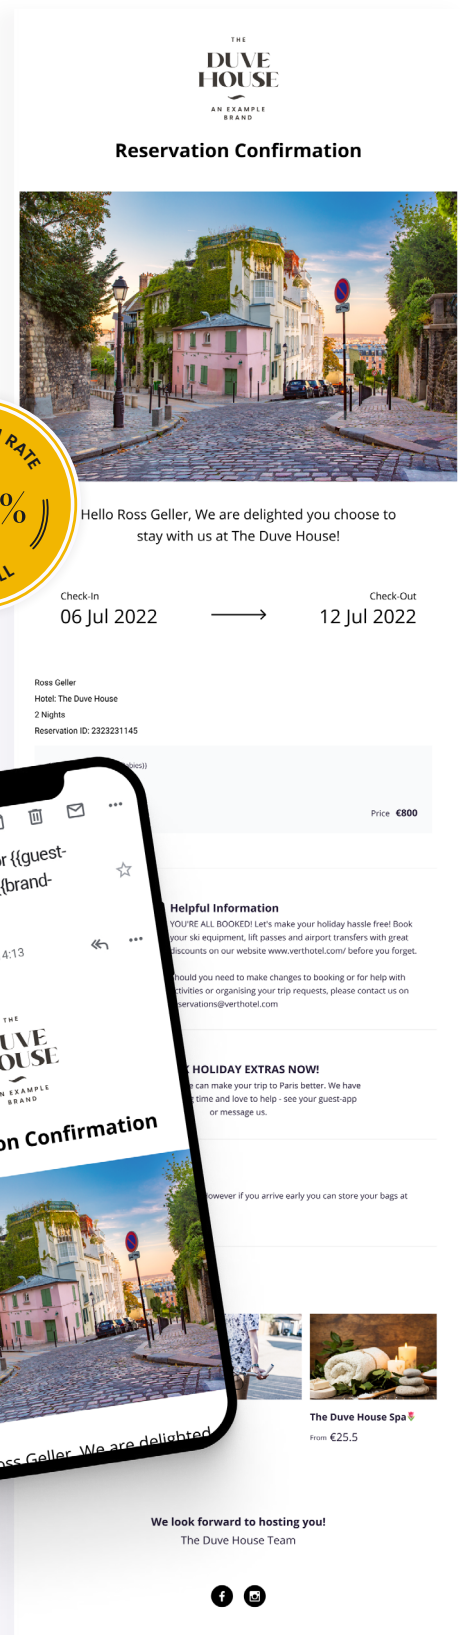 THE
DUVE
HOUSE
AN EXAMPLE
BRAND
Reservation Confirmation
RATE
%
Hello Ross Geller, We are delighted you choose to
stay with us at The Duve House!
Check-In
Check-Out
06 Jul 2022
12 Jul 2022
Ross Geller
Hotel: The Duve House
2 Nights
Reservation ID: 2323231145
Price €800
{{guest-
{brand-
4:13
Helpful Information
YOU'RE ALL BOOKED! Let's make your holiday hassle free! Book
your ski equipment, lift passes and airport transfers with great
discounts on our website www.verthotel.com/ before you forget.
hould you need to make changes to booking or for help with
ctivities or organising your trip requests, please contact us on
servations@verthotel.com
THE
UVE
OUSE
N EXAMPLE
BRAND
HOLIDAY EXTRAS NOW!
e can make your trip to Paris better. We have
time and love to help - see your guest-app
or message us.
on Confirmation
owever if you arrive early you can store your bags at
The Duve House Spa🌷
From €25.5
oss Geller, We are delighted
We look forward to hosting you!
The Duve House Team